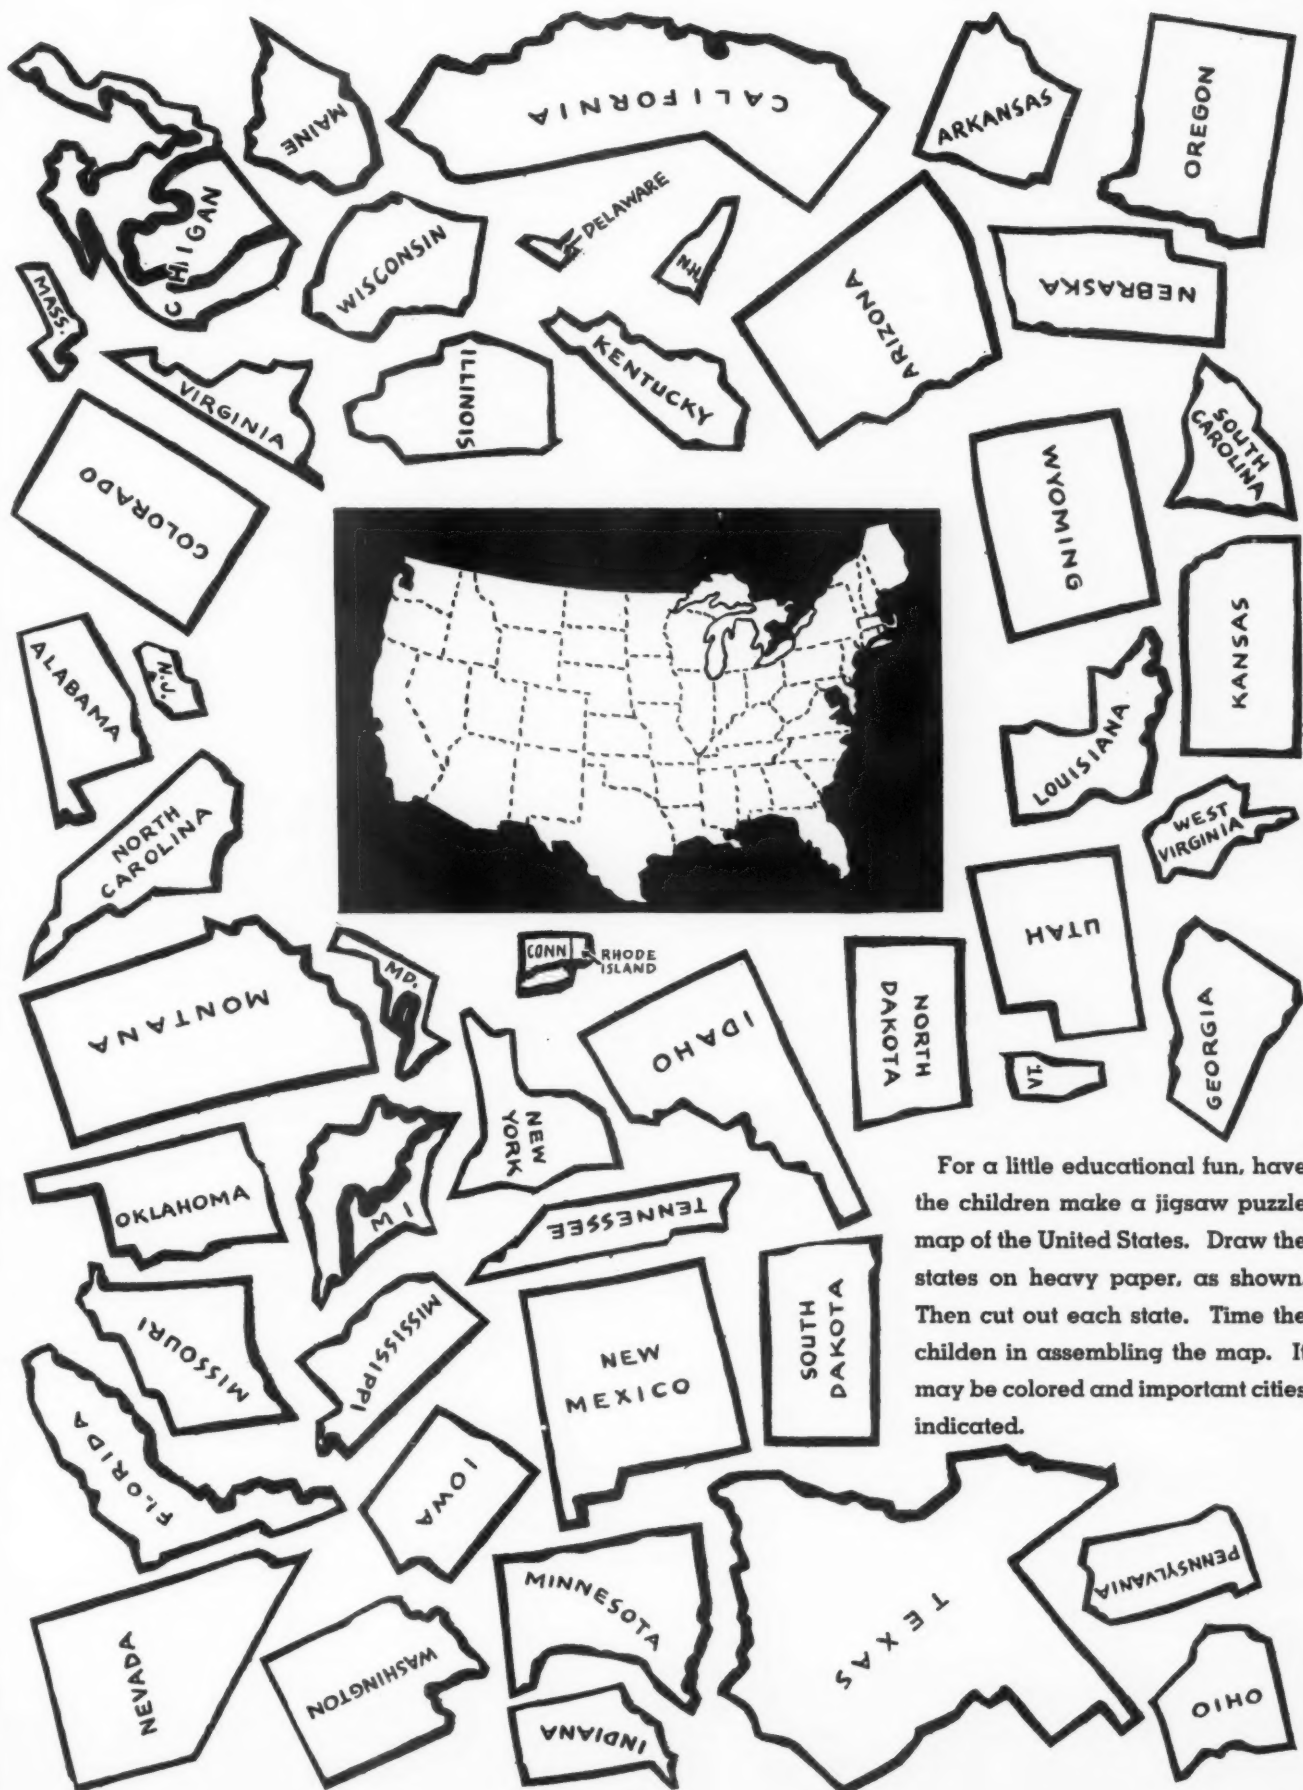 MAINE
CALIFORNIA
ARKANSAS
OREGON
CHIGAN
WISCONSIN
DELAWARE
N.H.
ARIZONA
NEBRASKA
MASS.
VIRGINIA
ILLINOIS
KENTUCKY
SOUTH
CAROLINA
COLORADO
WYOMING
KANSAS
ALABAMA
N.J.
LOUISIANA
NORTH
CAROLINA
WEST
VIRGINIA
UTAH
MONTANA
MD.
CONN
RHODE
ISLAND
IDAHO
NORTH
DAKOTA
VT.
GEORGIA
OKLAHOMA
MI
NEW
YORK
TENNESSEE
For a little educational fun, have
the children make a jigsaw puzzle
map of the United States. Draw the
states on heavy paper, as shown.
Then cut out each state. Time the
childen in assembling the map. It
may be colored and important cities
indicated.
MISSOURI
MISSISSIPPI
NEW
MEXICO
SOUTH
DAKOTA
FLORIDA
IOWA
MINNESOTA
TEXAS
PENNSYLVANIA
NEVADA
WASHINGTON
INDIANA
OHIO